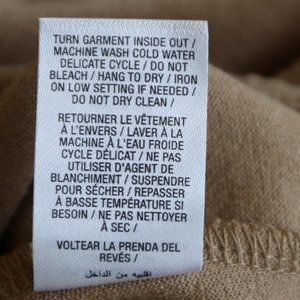 TURN GARMENT INSIDE OUT /
MACHINE WASH COLD WATER
DELICATE CYCLE / DO NOT
BLEACH / HANG TO DRY / IRON
ON LOW SETTING IF NEEDED /
DO NOT DRY CLEAN /
RETOURNER LE VÊTEMENT
À L'ENVERS / LAVER À LA
MACHINE À L'EAU FROIDE
CYCLE DÉLICAT / NE PAS
UTILISER D'AGENT DE
BLANCHIMENT / SUSPENDRE
POUR SÉCHER / REPASSER
À BASSE TEMPÉRATURE SI
BESOIN / NE PAS NETTOYER
À SEC /
VOLTEAR LA PRENDA DEL
REVÉS /
اقلبيه من الداخل